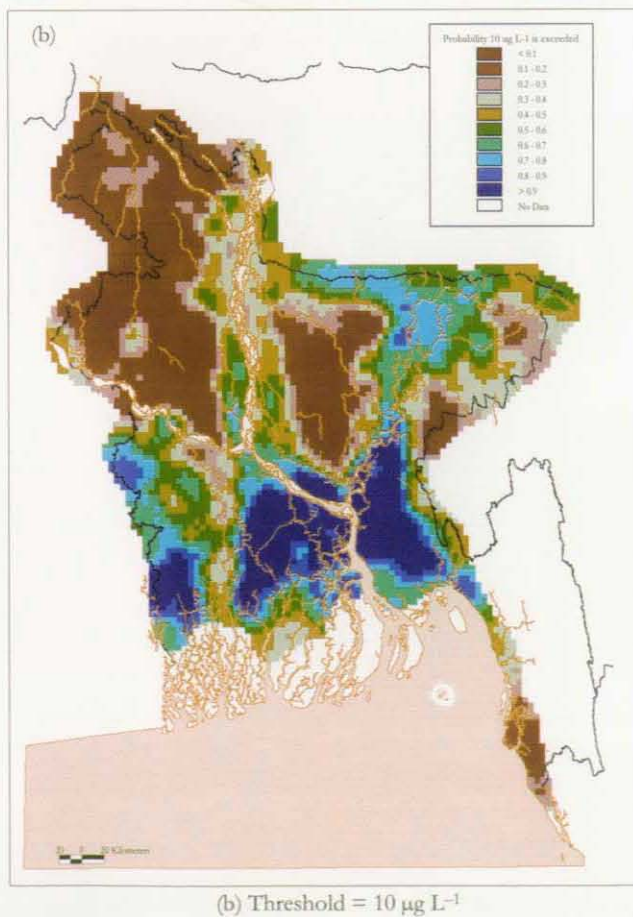 (b)
Probability 10 ug L-1 is exceeded
< 0.1
0.1 - 0.2
0.2 - 0.3
0.3 - 0.4
0.4 - 0.5
0.5 - 0.6
0.6 - 0.7
0.7 - 0.8
0.8 - 0.9
> 0.9
No Data
0
Kilometers
(b) Threshold = 10 µg L⁻¹